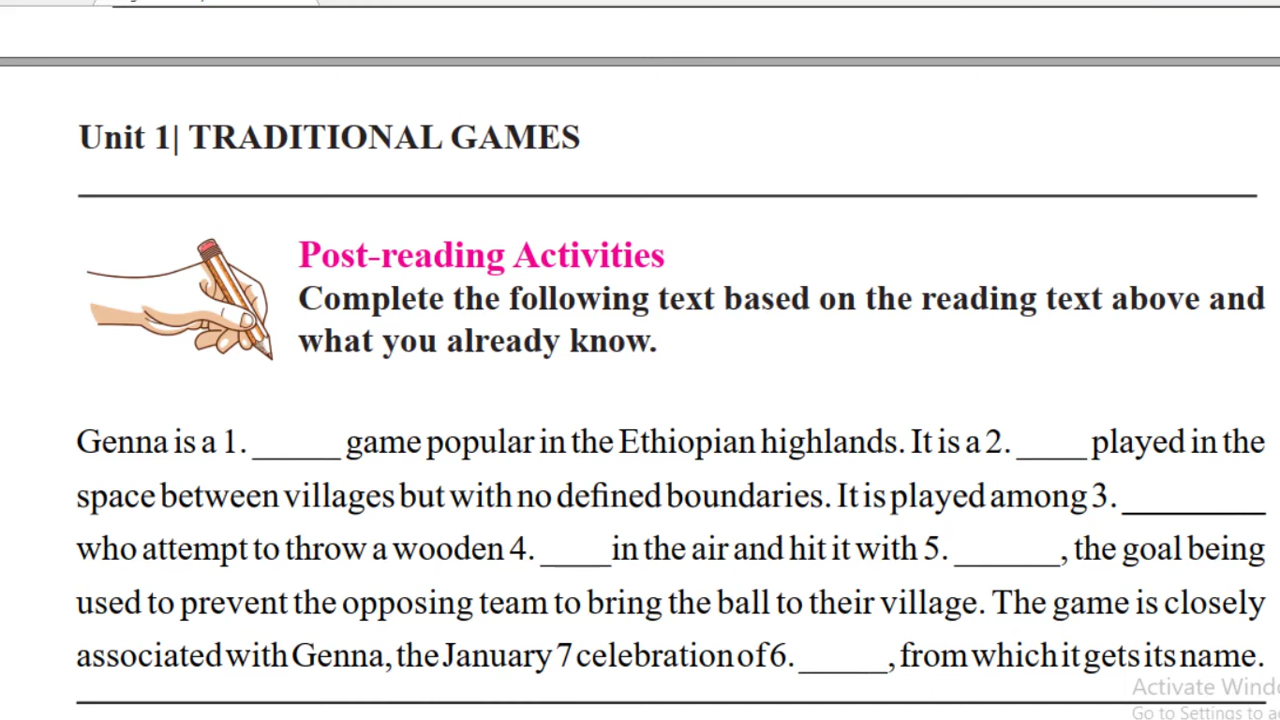 Unit 1| TRADITIONAL GAMES
Post-reading Activities
Complete the following text based on the reading text above and
what you already know.
Genna is a 1. _____ game popular in the Ethiopian highlands. It is a 2. ____ played in the
space between villages but with no defined boundaries. It is played among 3. ________
who attempt to throw a wooden 4. ____ in the air and hit it with 5. ______, the goal being
used to prevent the opposing team to bring the ball to their village. The game is closely
associated with Genna, the January 7 celebration of 6. _____, from which it gets its name.
Activate Wind
Go to Settings to a